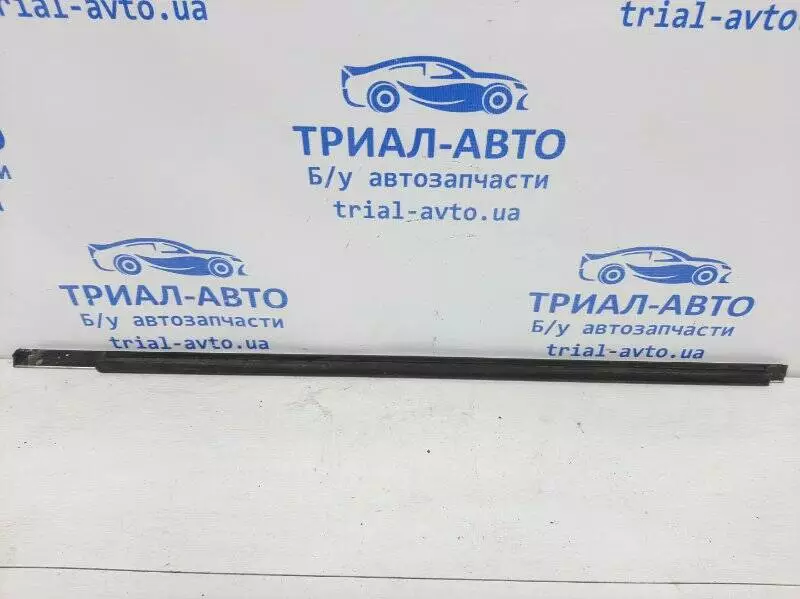 rial-avto.ua
trial-avto.u
ТРИАЛ-АВТО
Б/у автозапчасти
trial-avto.ua
ТРИАЛ-АВТО
Б/у автозапчасти
trial-avto.ua
ТРИАЛ-АВТО
Б/у автозапчасти
trial-avto.ua